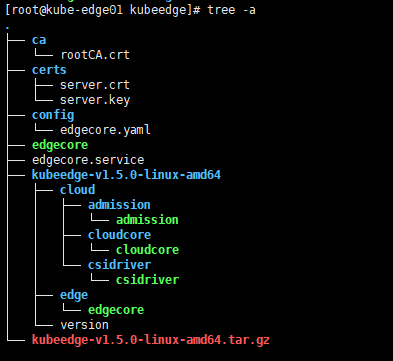 [root@kube-edge01 kubeedge]# tree -a
.
├── ca
│   └── rootCA.crt
├── certs
│   ├── server.crt
│   └── server.key
├── config
│   └── edgecore.yaml
├── edgecore
├── edgecore.service
├── kubeedge-v1.5.0-linux-amd64
│   ├── cloud
│   │   ├── admission
│   │   │   └── admission
│   │   ├── cloudcore
│   │   │   └── cloudcore
│   │   └── csidriver
│   │       └── csidriver
│   ├── edge
│   │   └── edgecore
│   └── version
└── kubeedge-v1.5.0-linux-amd64.tar.gz